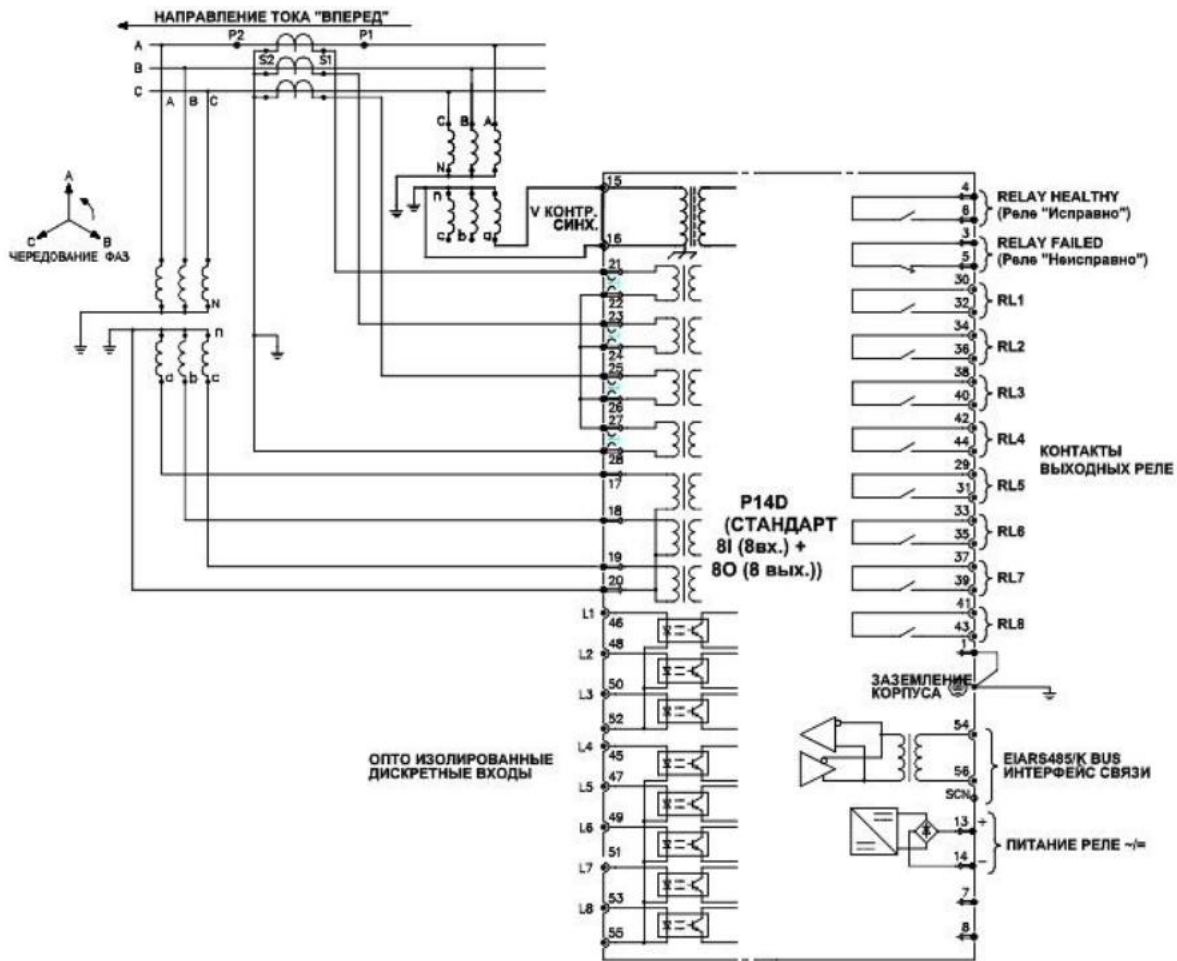 НАПРАВЛЕНИЕ ТОКА "ВПЕРЕД"
P2
P1
A
S2
S1
B
C
A
B
C
C
B
A
N
n
c
b
a
A
C
B
ЧЕРЕДОВАНИЕ ФАЗ
N
n
a
b
c
V КОНТР.
СИНХ.
15
16
21
22
23
24
25
26
27
28
17
18
19
20
P14D
(СТАНДАРТ
8I (8вх.) +
8O (8 вых.))
L1
46
48
L2
50
L3
52
L4
45
47
L5
49
L6
51
L7
53
L8
55
ОПТО ИЗОЛИРОВАННЫЕ
ДИСКРЕТНЫЕ ВХОДЫ
4
6
RELAY HEALTHY
(Реле "Исправно")
3
5
RELAY FAILED
(Реле "Неисправно")
30
32
RL1
34
36
RL2
38
40
RL3
42
44
RL4
29
31
RL5
33
35
RL6
37
39
RL7
41
43
RL8
КОНТАКТЫ
ВЫХОДНЫХ РЕЛЕ
1
ЗАЗЕМЛЕНИЕ
КОРПУСА
54
56
SCN
EIARS485/K BUS
ИНТЕРФЕЙС СВЯЗИ
13
+
14
−
ПИТАНИЕ РЕЛЕ ~/=
7
8